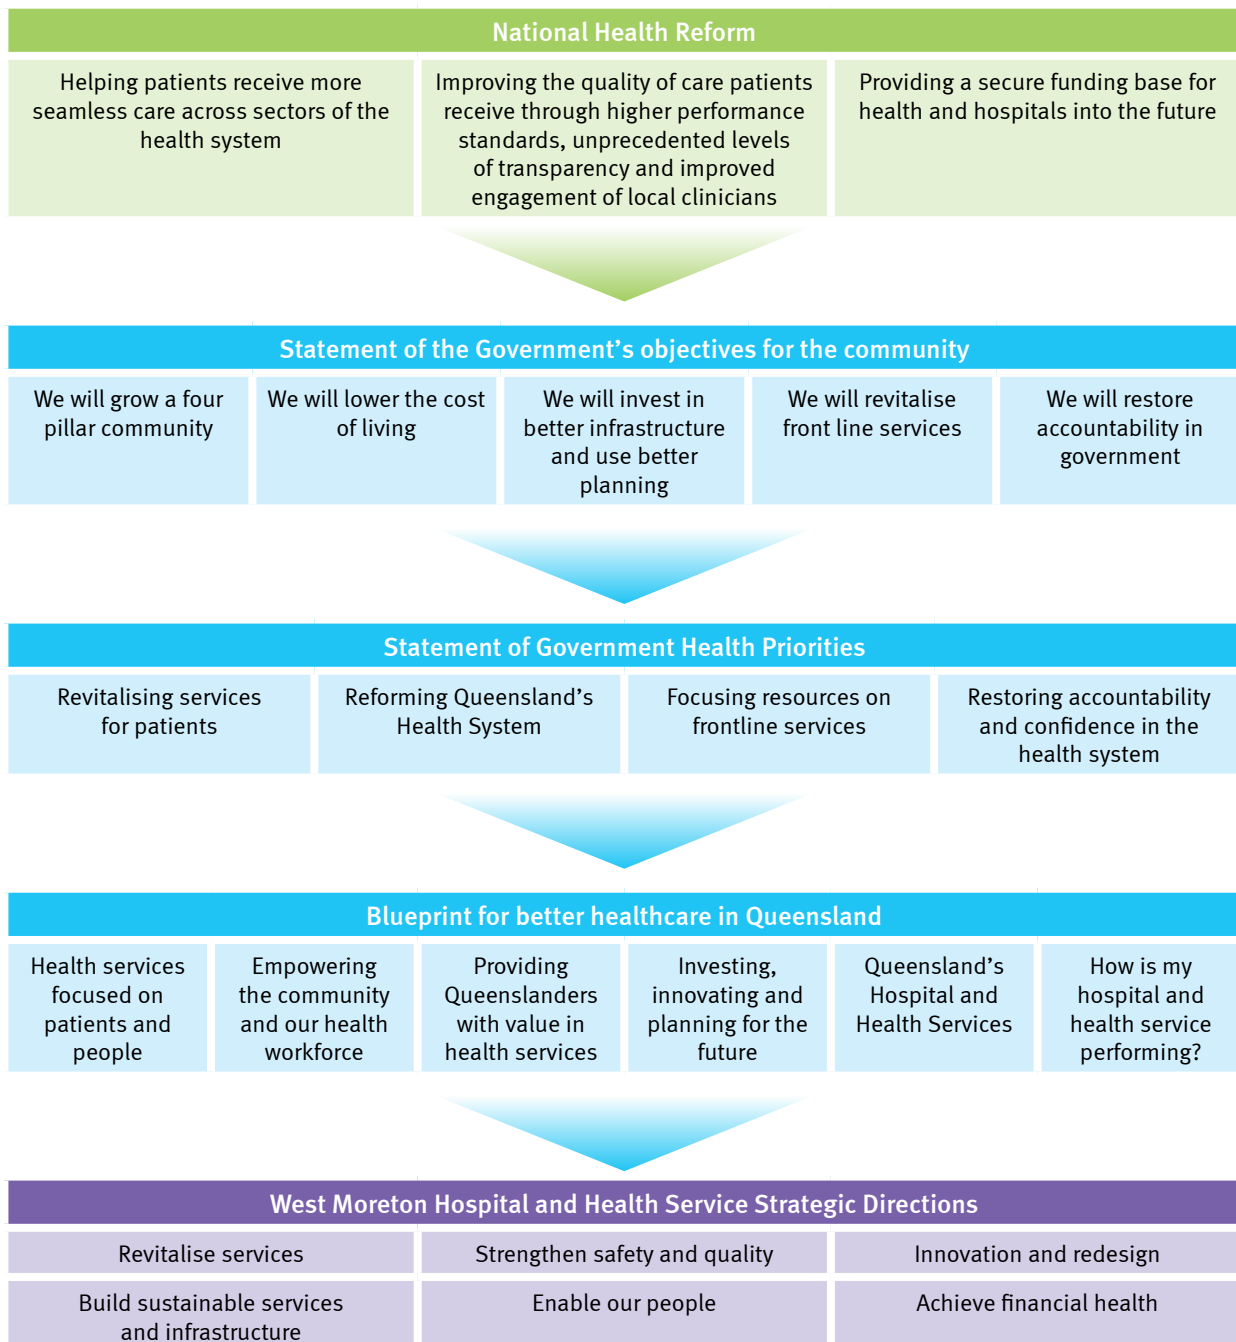 National Health Reform
Helping patients receive more
seamless care across sectors of the
health system
Improving the quality of care patients
receive through higher performance
standards, unprecedented levels
of transparency and improved
engagement of local clinicians
Providing a secure funding base for
health and hospitals into the future
Statement of the Government’s objectives for the community
We will grow a four
pillar community
We will lower the cost
of living
We will invest in
better infrastructure
and use better
planning
We will revitalise
front line services
We will restore
accountability in
government
Statement of Government Health Priorities
Revitalising services
for patients
Reforming Queensland’s
Health System
Focusing resources on
frontline services
Restoring accountability
and confidence in the
health system
Blueprint for better healthcare in Queensland
Health services
focused on
patients and
people
Empowering
the community
and our health
workforce
Providing
Queenslanders
with value in
health services
Investing,
innovating and
planning for the
future
Queensland’s
Hospital and
Health Services
How is my
hospital and
health service
performing?
West Moreton Hospital and Health Service Strategic Directions
Revitalise services
Strengthen safety and quality
Innovation and redesign
Build sustainable services
and infrastructure
Enable our people
Achieve financial health